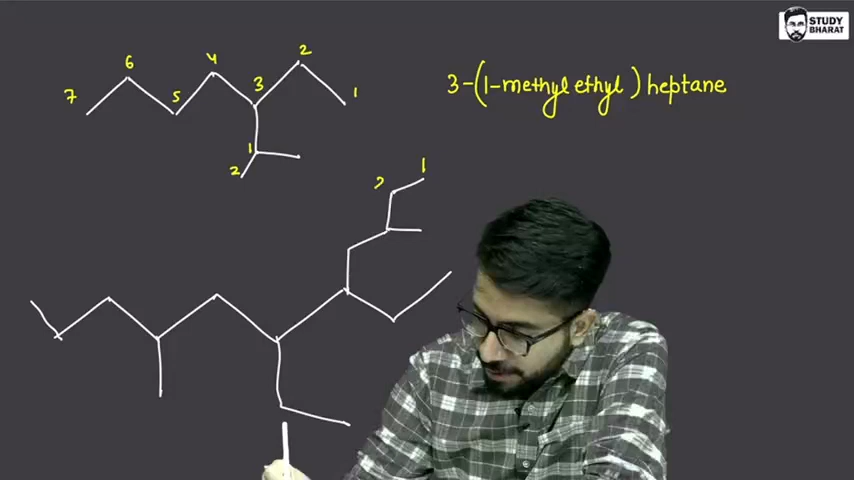 STUDY
BHARAT
7 6 5 4 3 2 1
3-(1-methyl ethyl) heptane
1
2
2 1